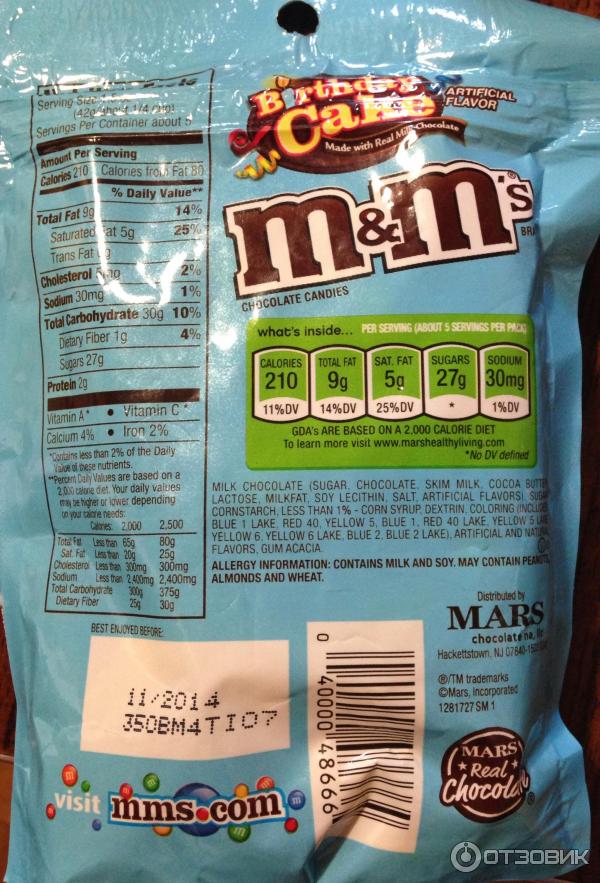 Serving Size
(42g/about 1/4 cup)
Servings Per Container about 5
Amount Per Serving
Calories 210 Calories from Fat 80
% Daily Value**
Total Fat 9g 14%
Saturated Fat 5g 25%
Trans Fat
Cholesterol 2%
Sodium 30mg 1%
Total Carbohydrate 30g 10%
Dietary Fiber 1g 4%
Sugars 27g
Protein 2g
Vitamin A* • Vitamin C*
Calcium 4% • Iron 2%
*Contains less than 2% of the Daily
Value of these nutrients.
**Percent Daily Values are based on a
2,000 calorie diet. Your daily values
may be higher or lower depending
on your calorie needs:
Calories: 2,000 2,500
Total Fat Less than 65g 80g
Sat. Fat Less than 20g 25g
Cholesterol Less than 300mg 300mg
Sodium Less than 2,400mg 2,400mg
Total Carbohydrate 300g 375g
Dietary Fiber 25g 30g
Birthday
Cake
ARTIFICIAL
FLAVOR
Made with Real Milk Chocolate
m&m's®
CHOCOLATE CANDIES
what's inside... PER SERVING (ABOUT 5 SERVINGS PER PACK)
CALORIES TOTAL FAT SAT. FAT SUGARS SODIUM
210 9g 5g 27g 30mg
11%DV 14%DV 25%DV * 1%DV
GDA's ARE BASED ON A 2,000 CALORIE DIET
To learn more visit www.marshealthyliving.com
*No DV defined
MILK CHOCOLATE (SUGAR, CHOCOLATE, SKIM MILK, COCOA BUTTER,
LACTOSE, MILKFAT, SOY LECITHIN, SALT, ARTIFICIAL FLAVORS), SUGAR,
CORNSTARCH, LESS THAN 1% - CORN SYRUP, DEXTRIN, COLORING (INCLUDES
BLUE 1 LAKE, RED 40, YELLOW 5, BLUE 1, RED 40 LAKE, YELLOW 5 LAKE,
YELLOW 6, YELLOW 6 LAKE, BLUE 2, BLUE 2 LAKE), ARTIFICIAL AND NATURAL
FLAVORS, GUM ACACIA.
ALLERGY INFORMATION: CONTAINS MILK AND SOY. MAY CONTAIN PEANUTS,
ALMONDS AND WHEAT.
Distributed by
MARS
chocolate na, llc
Hackettstown, NJ 07840-1503
®/TM trademarks
©Mars, Incorporated
1281727 SM 1
BEST ENJOYED BEFORE:
11/2014
350BM4TI07
0 40000 48666
visit mms.com
MARS
Real
Chocolate
ОТЗОВИК